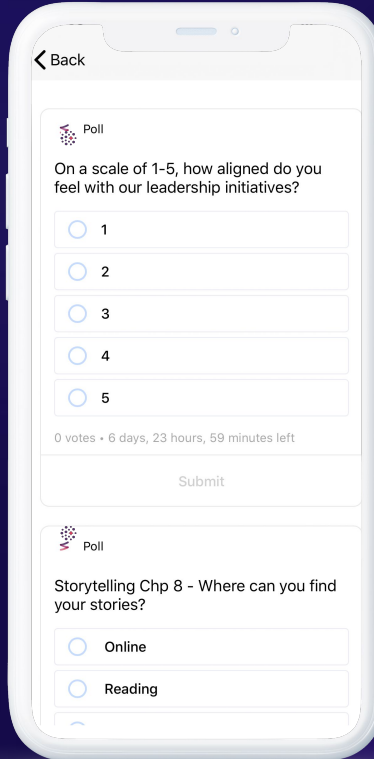 Back
Poll
On a scale of 1-5, how aligned do you
feel with our leadership initiatives?
1
2
3
4
5
0 votes • 6 days, 23 hours, 59 minutes left
Submit
Poll
Storytelling Chp 8 - Where can you find
your stories?
Online
Reading